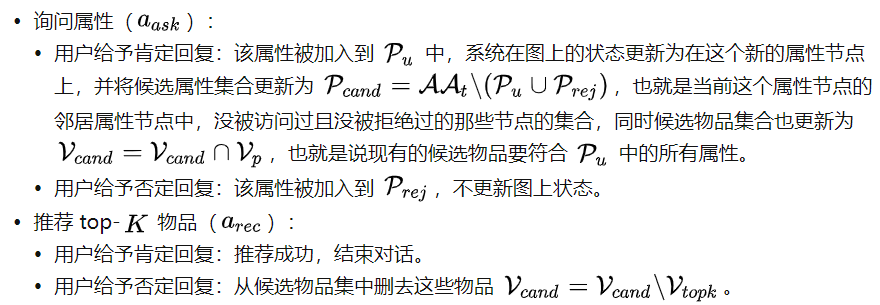 • 询问属性（$a_{ask}$）：
• 用户给予肯定回复：该属性被加入到 $\mathcal{P}_u$ 中，系统在图上的状态更新为在这个新的属性节点
上，并将候选属性集合更新为 $\mathcal{P}_{cand} = \mathcal{AA}_t \backslash (\mathcal{P}_u \cup \mathcal{P}_{rej})$，也就是当前这个属性节点的
邻居属性节点中，没被访问过且没被拒绝过的那些节点的集合，同时候选物品集合也更新为
$\mathcal{V}_{cand} = \mathcal{V}_{cand} \cap \mathcal{V}_p$，也就是说现有的候选物品要符合 $\mathcal{P}_u$ 中的所有属性。
• 用户给予否定回复：该属性被加入到 $\mathcal{P}_{rej}$，不更新图上状态。
• 推荐 top-$K$ 物品（$a_{rec}$）：
• 用户给予肯定回复：推荐成功，结束对话。
• 用户给予否定回复：从候选物品集中删去这些物品 $\mathcal{V}_{cand} = \mathcal{V}_{cand} \backslash \mathcal{V}_{topk}$。